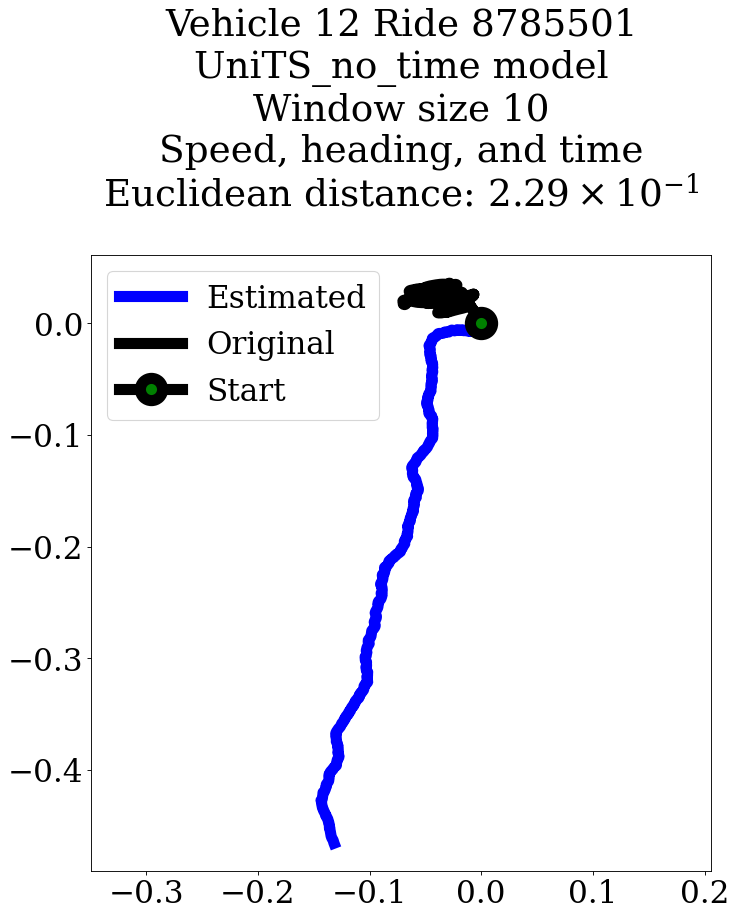 Vehicle 12 Ride 8785501
UniTS_no_time model
Window size 10
Speed, heading, and time
Euclidean distance: 2.29 × 10⁻¹
Estimated
Original
Start
0.0
−0.1
−0.2
−0.3
−0.4
−0.3 −0.2 −0.1 0.0 0.1 0.2